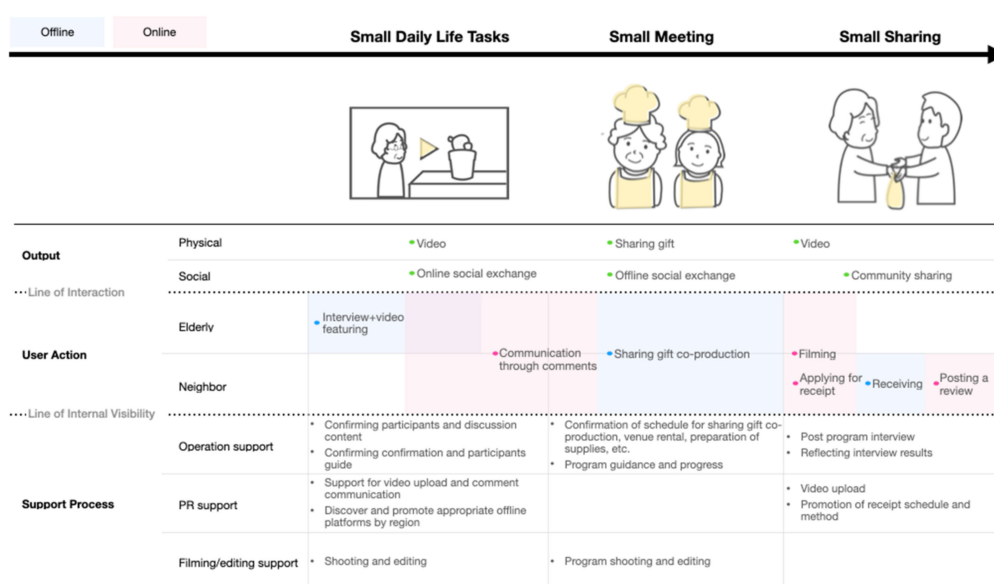 Offline
Online
Small Daily Life Tasks
Small Meeting
Small Sharing
Output
Physical
Video
Sharing gift
Video
Social
Online social exchange
Offline social exchange
Community sharing
Line of Interaction
User Action
Elderly
Interview+video
featuring
Communication
through comments
Sharing gift co-production
Filming
Neighbor
Applying for
receipt
Receiving
Posting a
review
Line of Internal Visibility
Support Process
Operation support
Confirming participants and discussion
content
Confirming confirmation and participants
guide
Confirmation of schedule for sharing gift co-
production, venue rental, preparation of
supplies, etc.
Program guidance and progress
Post program interview
Reflecting interview results
PR support
Support for video upload and comment
communication
Discover and promote appropriate offline
platforms by region
Video upload
Promotion of receipt schedule and
method
Filming/editing support
Shooting and editing
Program shooting and editing